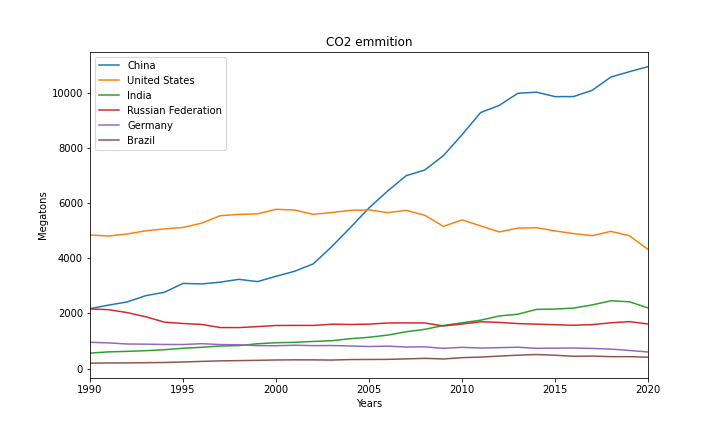 CO2 emmition
China
United States
India
Russian Federation
Germany
Brazil
Megatons
10000
8000
6000
4000
2000
0
1990 1995 2000 2005 2010 2015 2020
Years